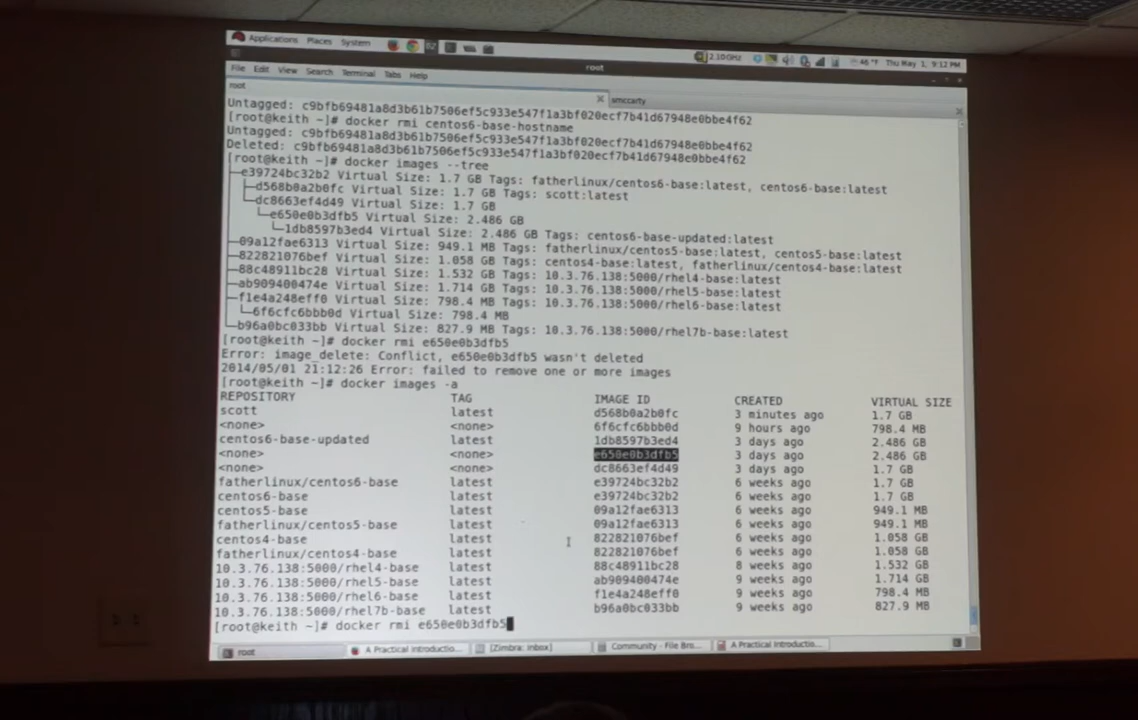 Applications Places System 2.10GHz 46 °F Thu May 1, 9:12 PM
root
File Edit View Search Terminal Tabs Help
root smccarty
Untagged: c9bfb69481a8d3b61b7506ef5c933e547f1a3bf020ecf7b41d67948e0bbe4f62
[root@keith ~]# docker rmi centos6-base-hostname
Untagged: c9bfb69481a8d3b61b7506ef5c933e547f1a3bf020ecf7b41d67948e0bbe4f62
Deleted: c9bfb69481a8d3b61b7506ef5c933e547f1a3bf020ecf7b41d67948e0bbe4f62
[root@keith ~]# docker images --tree
├─e39724bc32b2 Virtual Size: 1.7 GB Tags: fatherlinux/centos6-base:latest, centos6-base:latest
│ ├─d568b0a2b0fc Virtual Size: 1.7 GB Tags: scott:latest
│ └─dc8663ef4d49 Virtual Size: 1.7 GB
│   └─e650e0b3dfb5 Virtual Size: 2.486 GB
│     └─1db8597b3ed4 Virtual Size: 2.486 GB Tags: centos6-base-updated:latest
├─09a12fae6313 Virtual Size: 949.1 MB Tags: fatherlinux/centos5-base:latest, centos5-base:latest
├─822821076bef Virtual Size: 1.058 GB Tags: centos4-base:latest, fatherlinux/centos4-base:latest
├─88c48911bc28 Virtual Size: 1.532 GB Tags: 10.3.76.138:5000/rhel4-base:latest
├─ab909400474e Virtual Size: 1.714 GB Tags: 10.3.76.138:5000/rhel5-base:latest
├─f1e4a248eff0 Virtual Size: 798.4 MB Tags: 10.3.76.138:5000/rhel6-base:latest
│ └─6f6cfc6bbb0d Virtual Size: 798.4 MB
└─b96a0bc033bb Virtual Size: 827.9 MB Tags: 10.3.76.138:5000/rhel7b-base:latest
[root@keith ~]# docker rmi e650e0b3dfb5
Error: image_delete: Conflict, e650e0b3dfb5 wasn't deleted
2014/05/01 21:12:26 Error: failed to remove one or more images
[root@keith ~]# docker images -a
REPOSITORY TAG IMAGE ID CREATED VIRTUAL SIZE
scott latest d568b0a2b0fc 3 minutes ago 1.7 GB
<none> <none> 6f6cfc6bbb0d 9 hours ago 798.4 MB
centos6-base-updated latest 1db8597b3ed4 3 days ago 2.486 GB
<none> <none> e650e0b3dfb5 3 days ago 2.486 GB
<none> <none> dc8663ef4d49 3 days ago 1.7 GB
fatherlinux/centos6-base latest e39724bc32b2 6 weeks ago 1.7 GB
centos6-base latest e39724bc32b2 6 weeks ago 1.7 GB
centos5-base latest 09a12fae6313 6 weeks ago 949.1 MB
fatherlinux/centos5-base latest 09a12fae6313 6 weeks ago 949.1 MB
centos4-base latest 822821076bef 6 weeks ago 1.058 GB
fatherlinux/centos4-base latest 822821076bef 6 weeks ago 1.058 GB
10.3.76.138:5000/rhel4-base latest 88c48911bc28 8 weeks ago 1.532 GB
10.3.76.138:5000/rhel5-base latest ab909400474e 9 weeks ago 1.714 GB
10.3.76.138:5000/rhel6-base latest f1e4a248eff0 9 weeks ago 798.4 MB
10.3.76.138:5000/rhel7b-base latest b96a0bc033bb 9 weeks ago 827.9 MB
[root@keith ~]# docker rmi e650e0b3dfb5
root A Practical Introductio... [Zimbra: Inbox] Community - File Bro... A Practical Introductio...